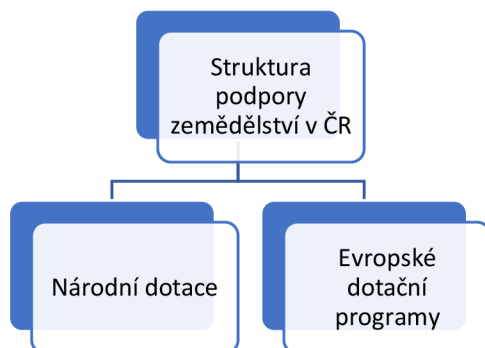 Struktura
podpory
zemědělství v ČR
Národní dotace
Evropské
dotační
programy